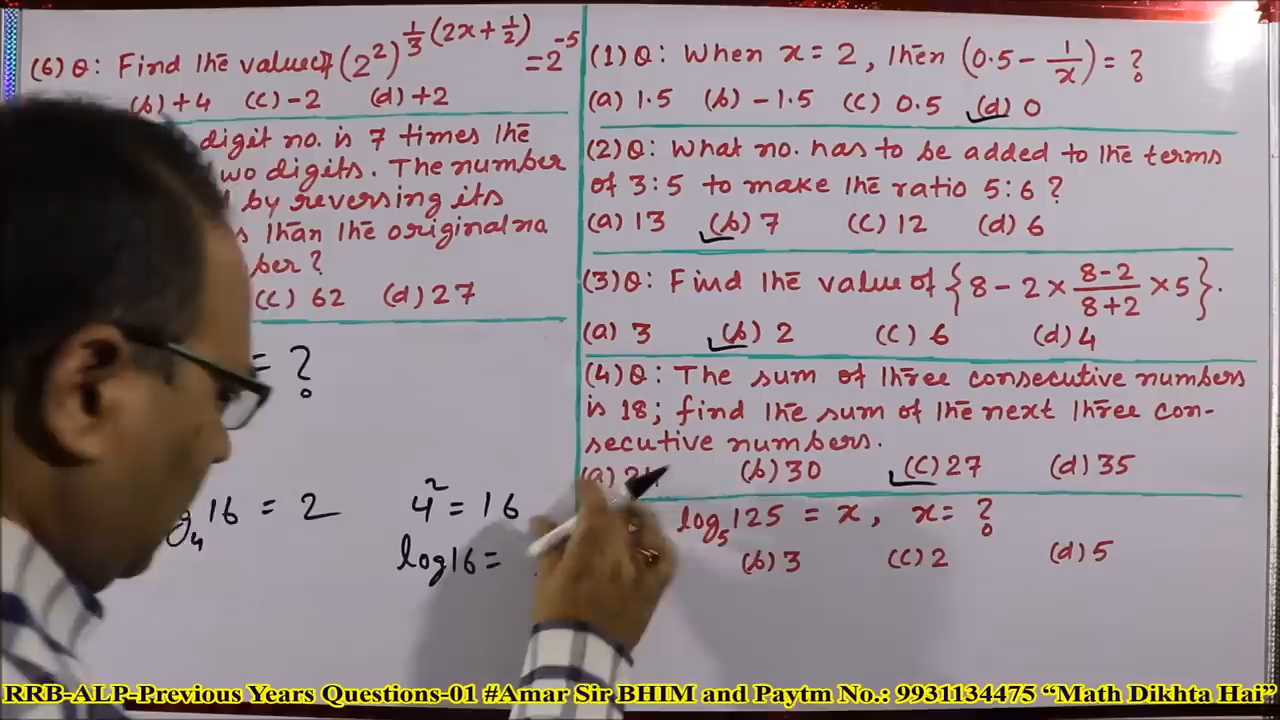 (6) Q: Find the value of (2²)^⅓(2x+½) = 2⁻⁵
(b) +4 (c) -2 (d) +2
digit no. is 7 times the
two digits. The number
by reversing its
than the original no.
(c) 62 (d) 27
= ?
16 = 2
4
4² = 16
log16 =
(1) Q: When x = 2, then (0.5 - 1/x) = ?
(a) 1.5 (b) -1.5 (c) 0.5 (d) 0
(2) Q: What no. has to be added to the terms
of 3:5 to make the ratio 5:6 ?
(a) 13 (b) 7 (c) 12 (d) 6
(3) Q: Find the value of {8 - 2 × (8-2)/(8+2) × 5}.
(a) 3 (b) 2 (c) 6 (d) 4
(4) Q: The sum of three consecutive numbers
is 18; find the sum of the next three con-
secutive numbers.
(a) (b) 30 (c) 27 (d) 35
log₅125 = x, x = ?
(b) 3 (c) 2 (d) 5
RRB-ALP-Previous Years Questions-01 #Amar Sir BHIM and Paytm No.: 9931134475 “Math Dikhta Hai”